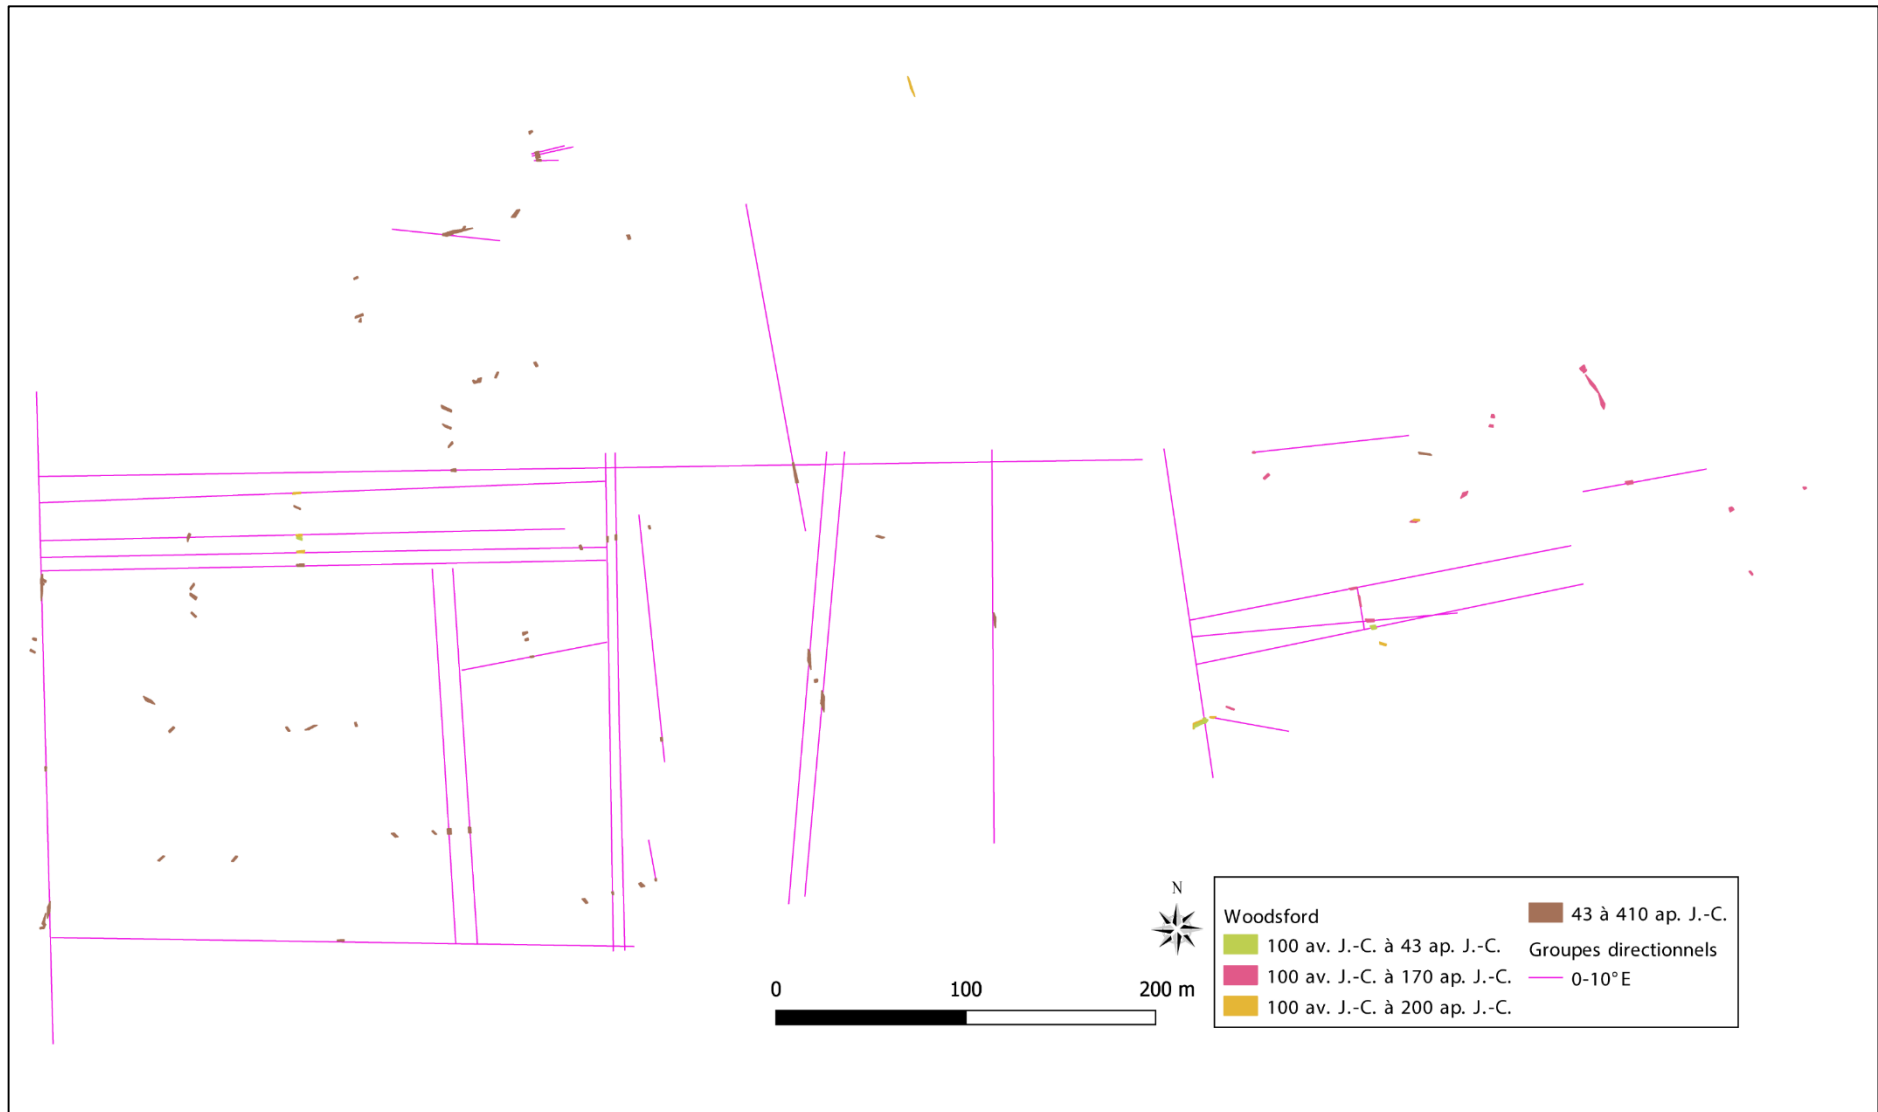 N
0 100 200 m
Woodsford
100 av. J.-C. à 43 ap. J.-C.
100 av. J.-C. à 170 ap. J.-C.
100 av. J.-C. à 200 ap. J.-C.
43 à 410 ap. J.-C.
Groupes directionnels
0-10°E